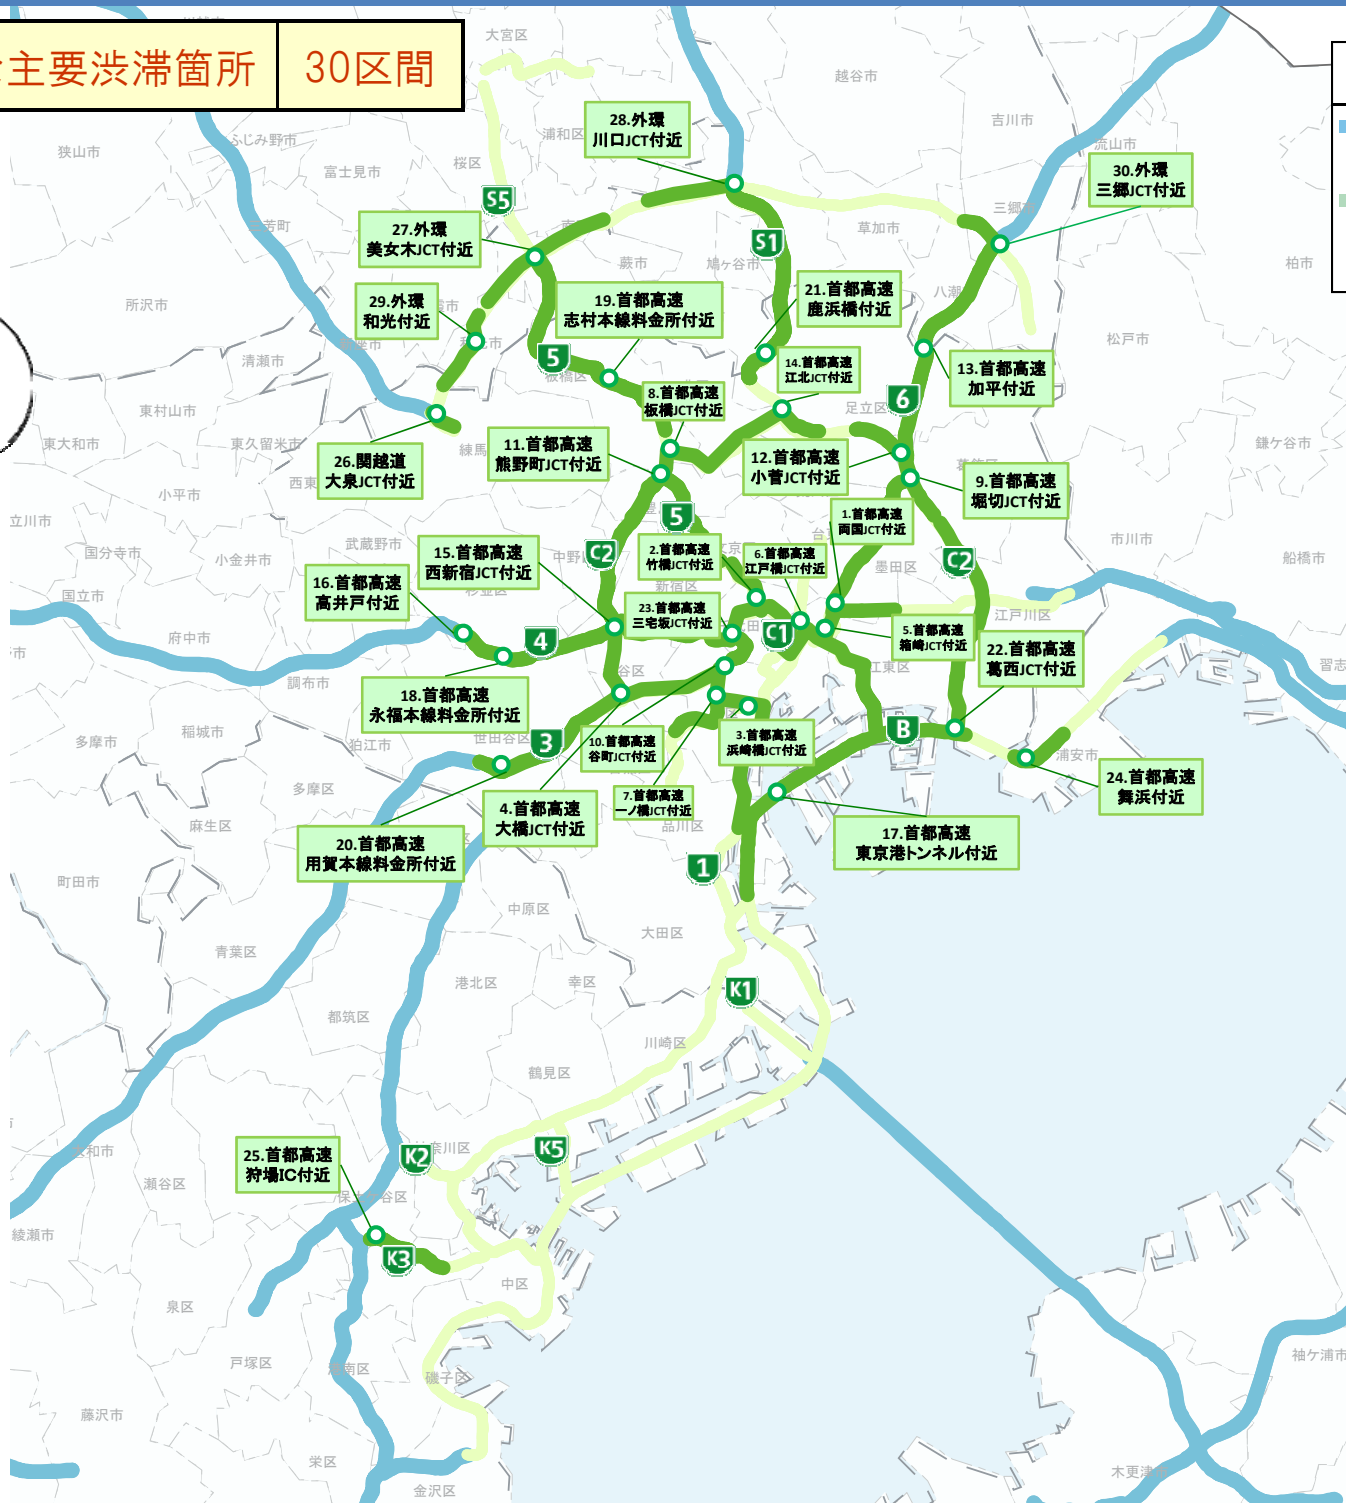 主要渋滞箇所
30区間
大宮区
越谷市
吉川市
浦和区
28.外環
川口JCT付近
流山市
ふじみ野市
狭山市
富士見市
桜区
30.外環
三郷JCT付近
S5
三郷市
27.外環
美女木JCT付近
草加市
S1
蕨市
鳩ヶ谷市
柏市
所沢市
29.外環
和光付近
19.首都高速
志村本線料金所付近
21.首都高速
鹿浜橋付近
八潮
松戸市
清瀬市
5
板橋区
14.首都高速
江北JCT付近
13.首都高速
加平付近
6
8.首都高速
板橋JCT付近
足立区
東村山市
東大和市
東久留米市
練馬
11.首都高速
熊野町JCT付近
12.首都高速
小菅JCT付近
鎌ケ谷市
26.関越道
大泉JCT付近
西東
9.首都高速
堀切JCT付近
小平市
5
1.首都高速
両国JCT付近
立川市
国分寺市
小金井市
武蔵野市
15.首都高速
西新宿JCT付近
中野
C2
2.首都高速
竹橋JCT付近
文京区
6.首都高速
江戸橋JCT付近
墨田区
C2
市川市
船橋市
16.首都高速
高井戸付近
杉並区
新宿区
国立市
23.首都高速
三宅坂JCT付近
C1
5.首都高速
箱崎JCT付近
江戸川区
府中市
4
22.首都高速
葛西JCT付近
谷区
江東区
調布市
18.首都高速
永福本線料金所付近
稲城市
多摩市
狛江市
世田谷区
3
10.首都高速
谷町JCT付近
3.首都高速
浜崎橋JCT付近
B
浦安市
24.首都高速
舞浜付近
多摩区
4.首都高速
大橋JCT付近
7.首都高速
一ノ橋JCT付近
麻生区
品川区
20.首都高速
用賀本線料金所付近
17.首都高速
東京港トンネル付近
1
町田市
中原区
大田区
青葉区
港北区
幸区
K1
都筑区
川崎区
鶴見区
25.首都高速
狩場IC付近
K2
奈川区
K5
瀬谷区
綾瀬市
K3
中区
泉区
戸塚区
磯子区
袖ケ浦市
藤沢市
栄区
金沢区
木更津